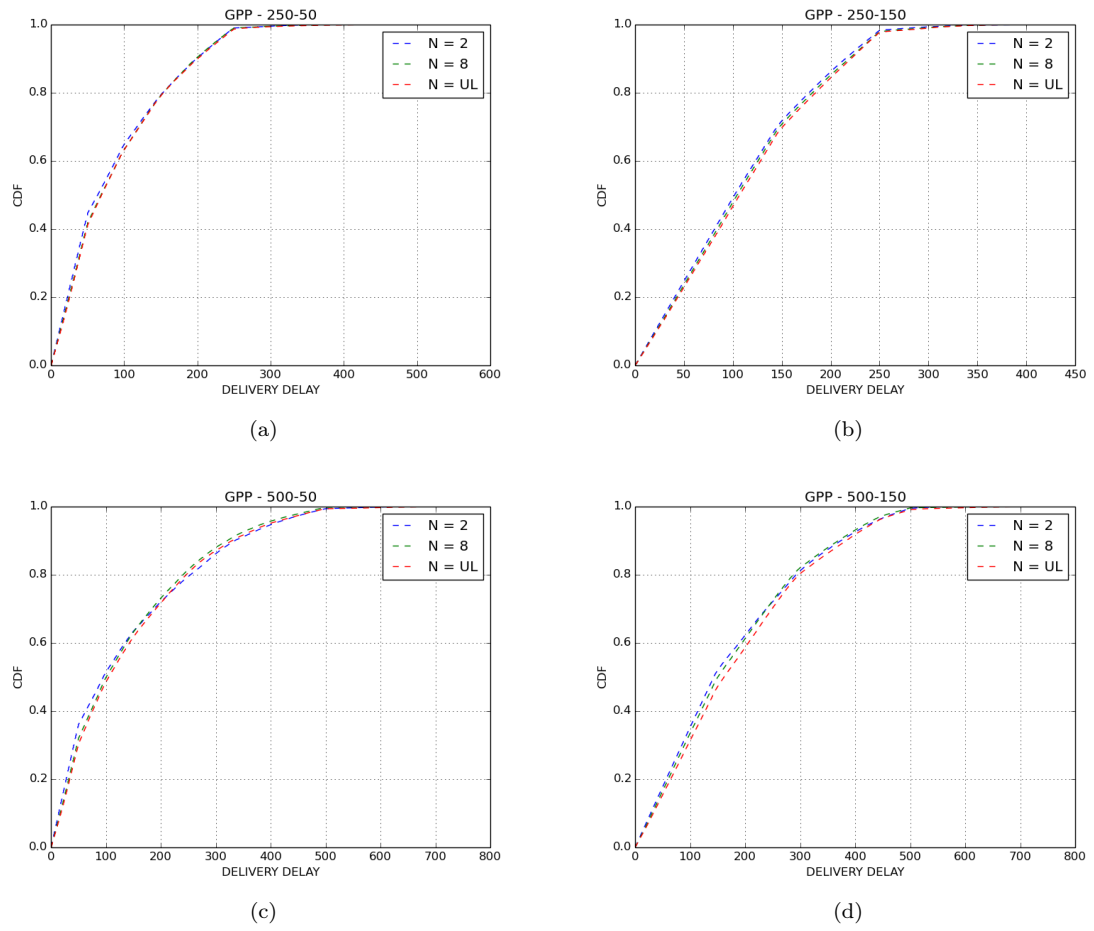 GPP - 250-50
1.0
0.8
0.6
0.4
0.2
0.0
CDF
N = 2
N = 8
N = UL
0 100 200 300 400 500 600
DELIVERY DELAY
(a)
GPP - 250-150
1.0
0.8
0.6
0.4
0.2
0.0
CDF
N = 2
N = 8
N = UL
0 50 100 150 200 250 300 350 400 450
DELIVERY DELAY
(b)
GPP - 500-50
1.0
0.8
0.6
0.4
0.2
0.0
CDF
N = 2
N = 8
N = UL
0 100 200 300 400 500 600 700 800
DELIVERY DELAY
(c)
GPP - 500-150
1.0
0.8
0.6
0.4
0.2
0.0
CDF
N = 2
N = 8
N = UL
0 100 200 300 400 500 600 700 800
DELIVERY DELAY
(d)